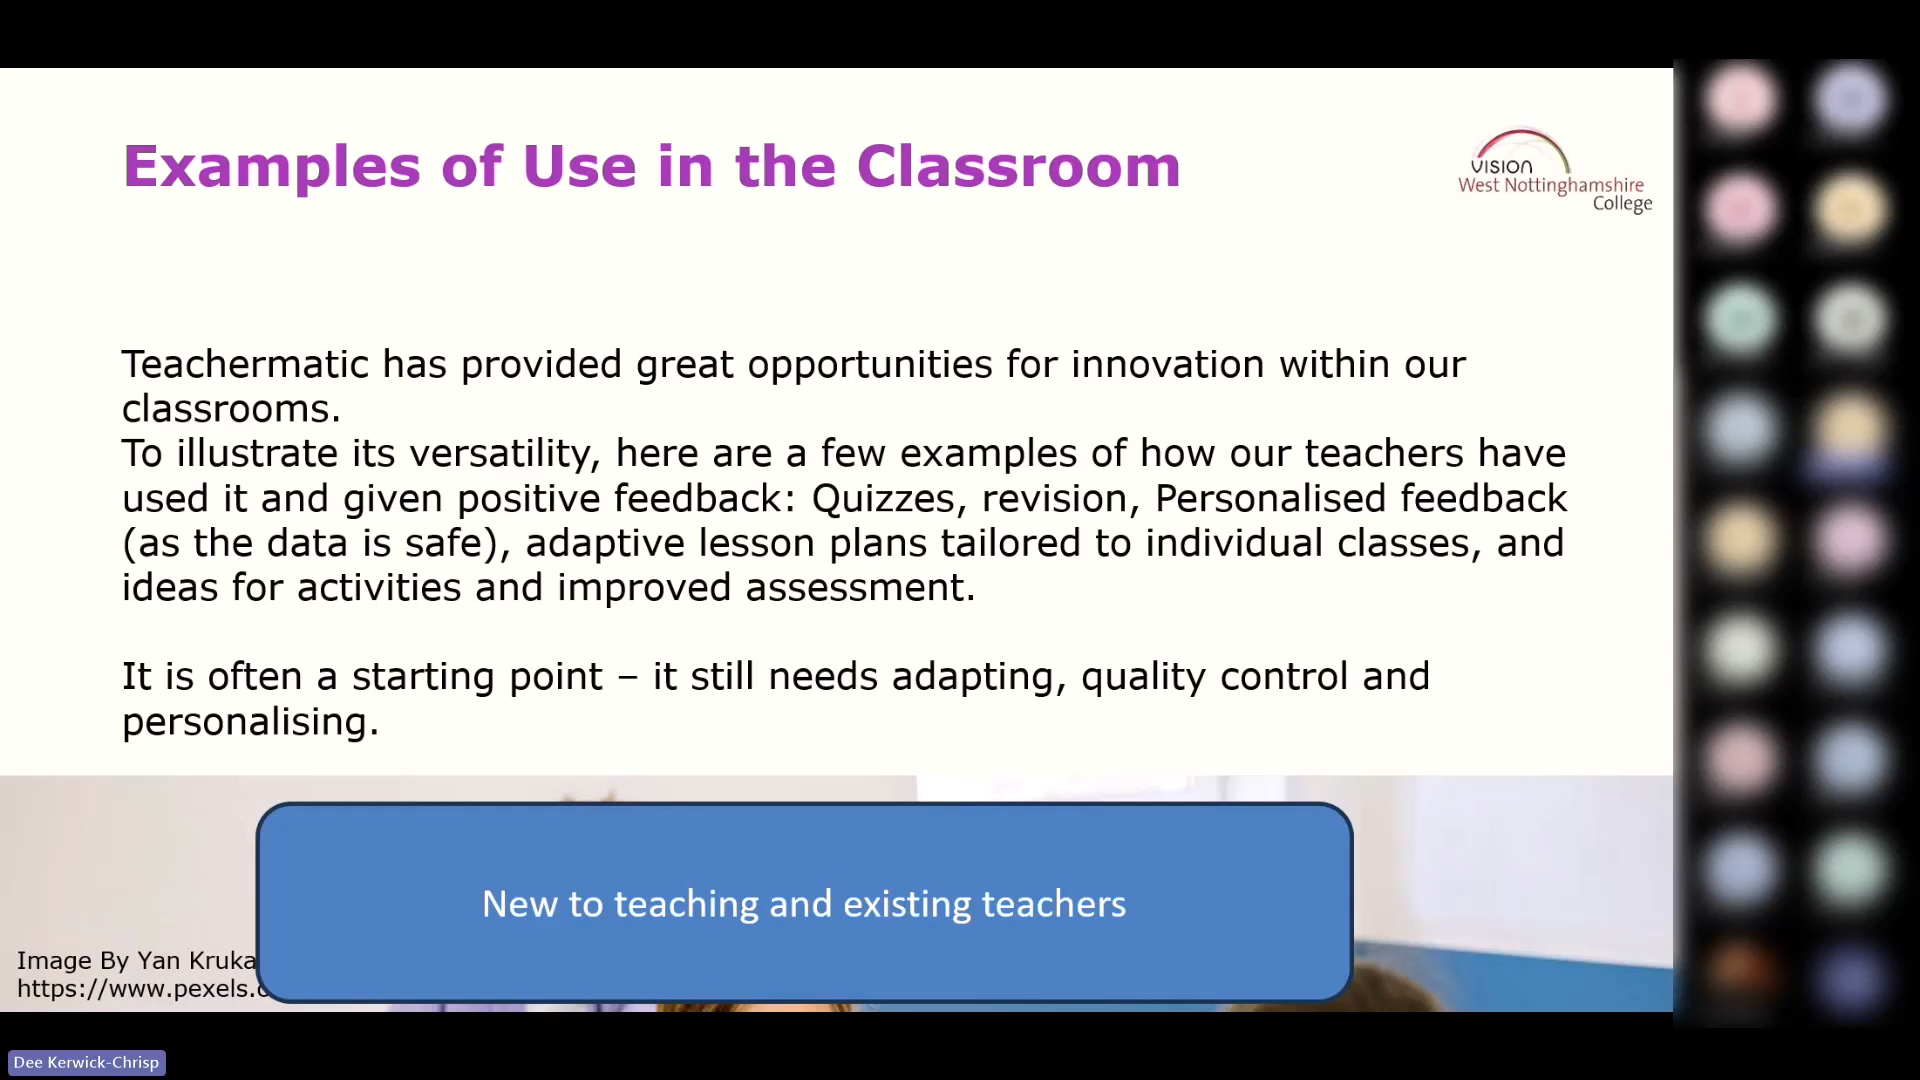 Examples of Use in the Classroom
VISION
West Nottinghamshire
College
Teachermatic has provided great opportunities for innovation within our
classrooms.
To illustrate its versatility, here are a few examples of how our teachers have
used it and given positive feedback: Quizzes, revision, Personalised feedback
(as the data is safe), adaptive lesson plans tailored to individual classes, and
ideas for activities and improved assessment.
It is often a starting point – it still needs adapting, quality control and
personalising.
New to teaching and existing teachers
Image By Yan Kruka
https://www.pexels.c
Dee Kerwick-Chrisp